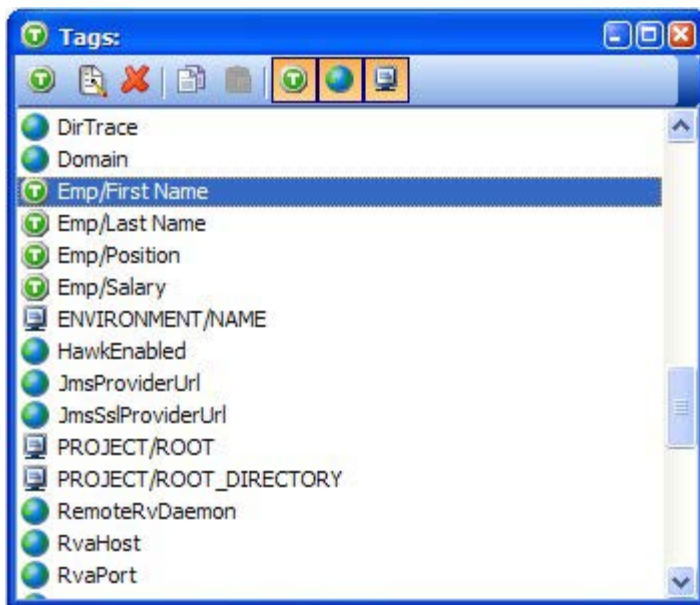 Tags:
DirTrace
Domain
Emp/First Name
Emp/Last Name
Emp/Position
Emp/Salary
ENVIRONMENT/NAME
HawkEnabled
JmsProviderUrl
JmsSslProviderUrl
PROJECT/ROOT
PROJECT/ROOT_DIRECTORY
RemoteRvDaemon
RvaHost
RvaPort